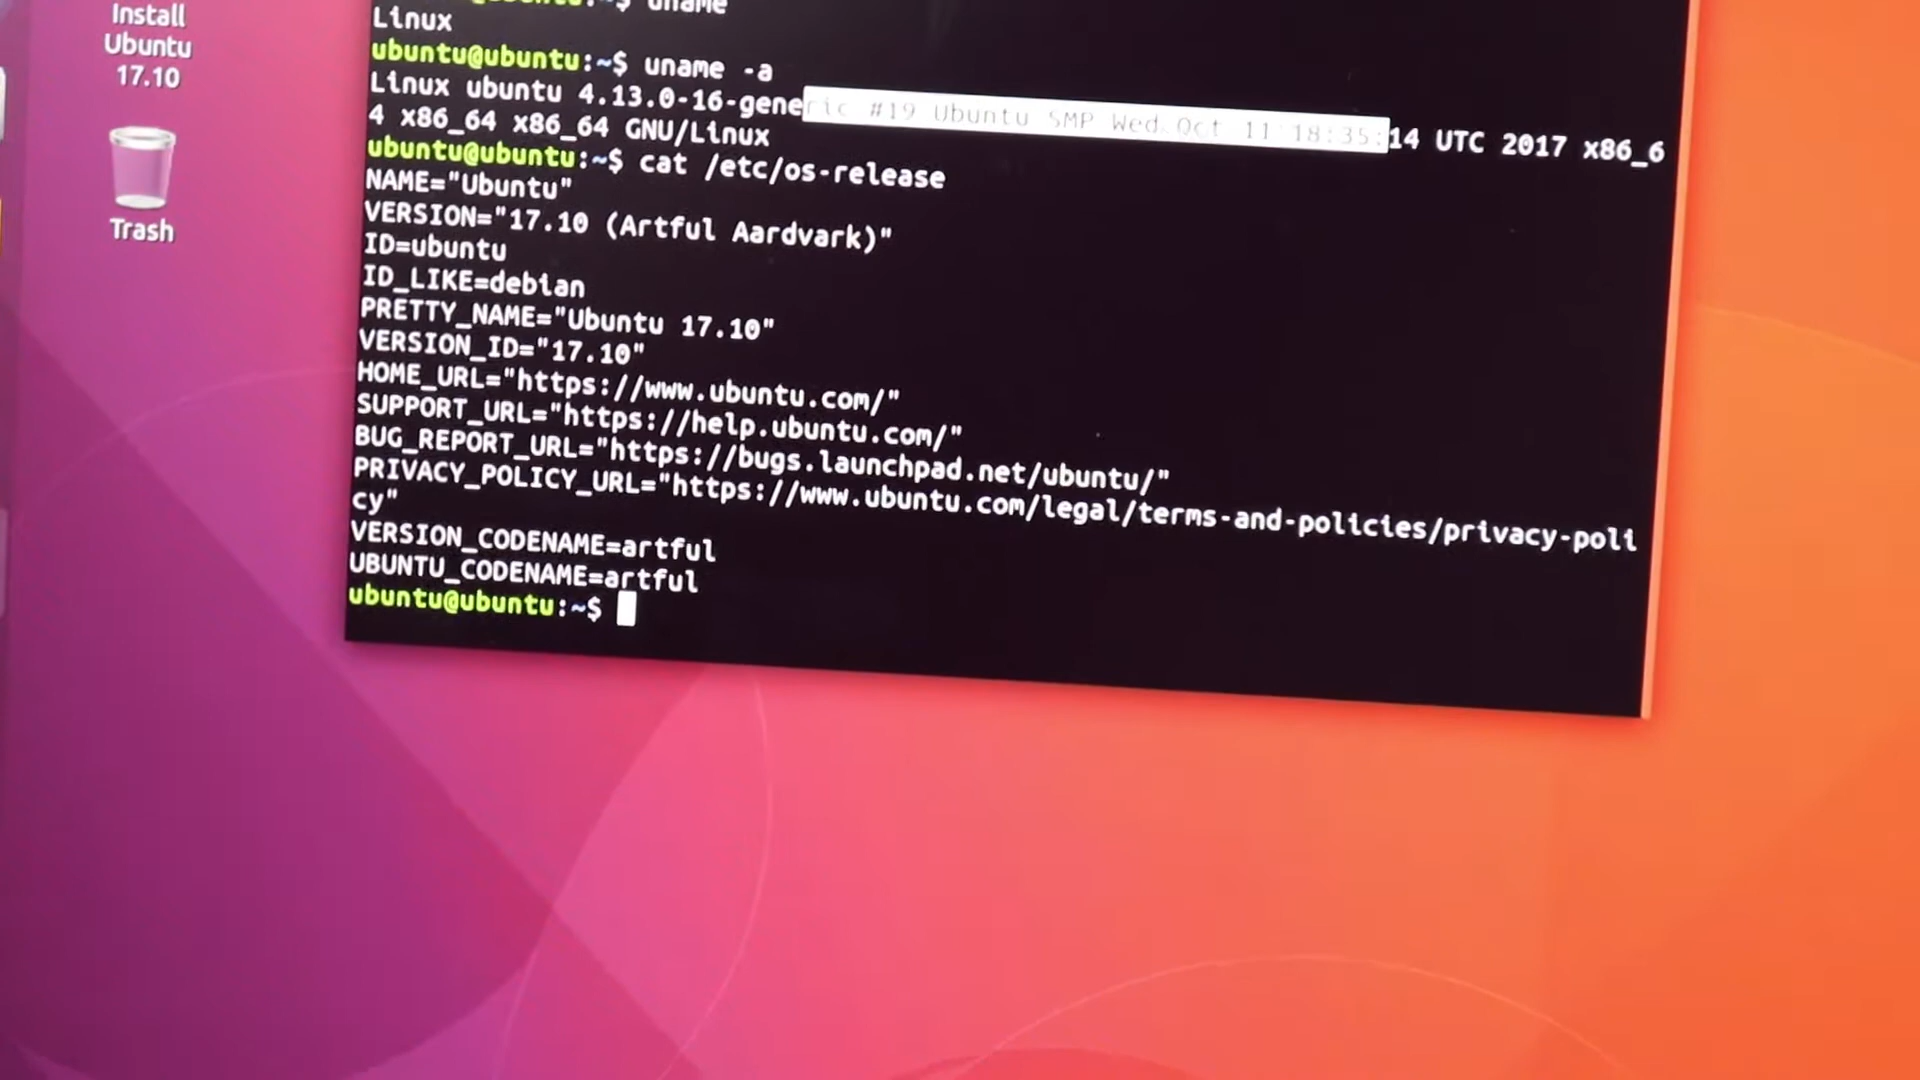 Install
Ubuntu
17.10
Trash
uname
Linux
ubuntu@ubuntu:~$ uname -a
Linux ubuntu 4.13.0-16-generic #19 Ubuntu SMP Wed Oct 11 18:35:14 UTC 2017 x86_6
4 x86_64 x86_64 GNU/Linux
ubuntu@ubuntu:~$ cat /etc/os-release
NAME="Ubuntu"
VERSION="17.10 (Artful Aardvark)"
ID=ubuntu
ID_LIKE=debian
PRETTY_NAME="Ubuntu 17.10"
VERSION_ID="17.10"
HOME_URL="https://www.ubuntu.com/"
SUPPORT_URL="https://help.ubuntu.com/"
BUG_REPORT_URL="https://bugs.launchpad.net/ubuntu/"
PRIVACY_POLICY_URL="https://www.ubuntu.com/legal/terms-and-policies/privacy-poli
cy"
VERSION_CODENAME=artful
UBUNTU_CODENAME=artful
ubuntu@ubuntu:~$